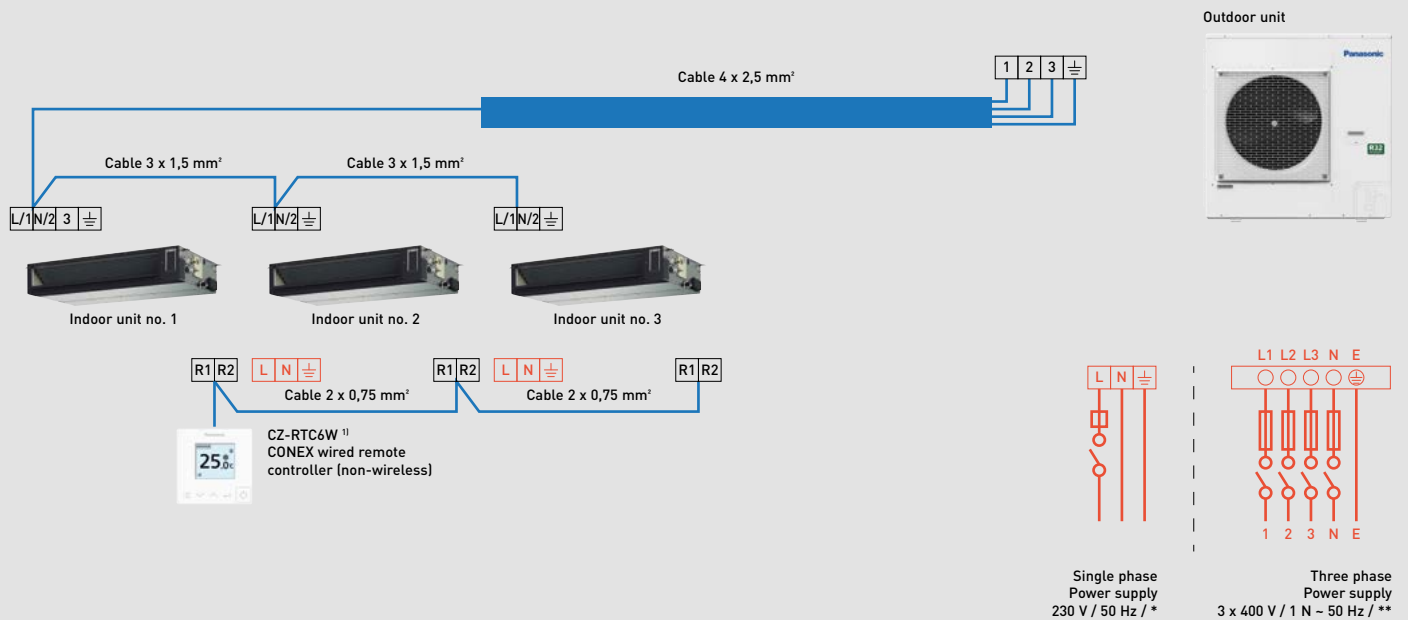 Outdoor unit
Panasonic
R32
1 2 3
Cable 4 x 2,5 mm²
Cable 3 x 1,5 mm² Cable 3 x 1,5 mm²
L/1 N/2 3 L/1 N/2 L/1 N/2
Indoor unit no. 1 Indoor unit no. 2 Indoor unit no. 3
R1 R2 L N R1 R2 L N R1 R2
Cable 2 x 0,75 mm² Cable 2 x 0,75 mm²
Panasonic
25.0c
CZ-RTC6W ¹⁾
CONEX wired remote
controller (non-wireless)
L N
L1 L2 L3 N E
1 2 3 N E
Single phase
Power supply
230 V / 50 Hz / *
Three phase
Power supply
3 x 400 V / 1 N ~ 50 Hz / **